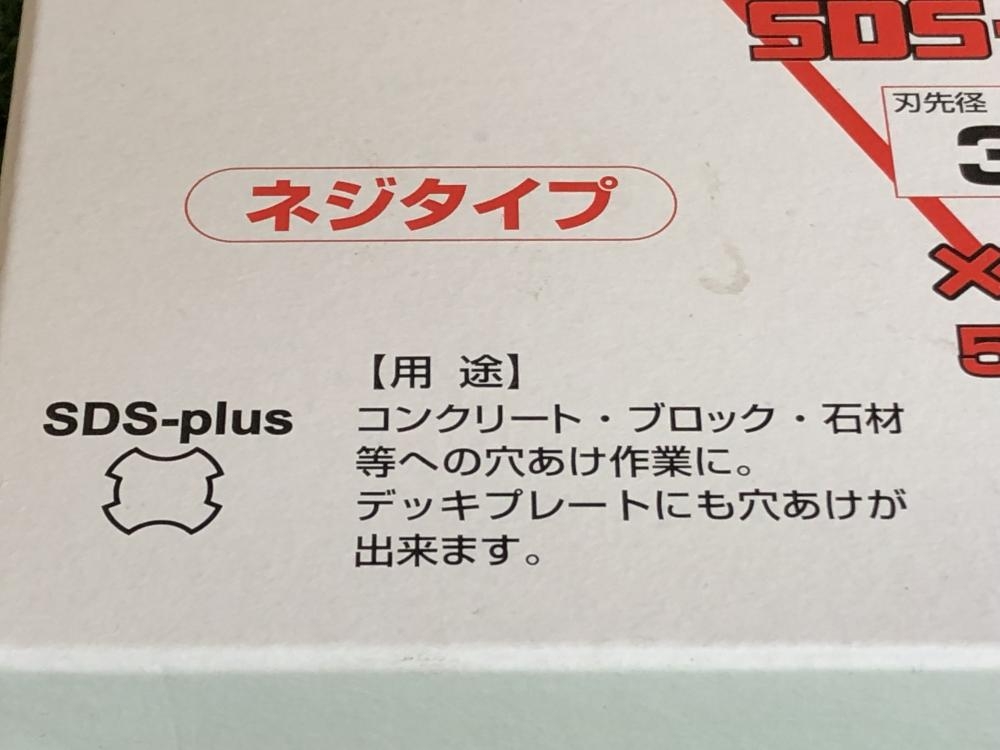 SDS-
刃先径
3
ネジタイプ
×
5
【用 途】
SDS-plus
コンクリート・ブロック・石材
等への穴あけ作業に。
デッキプレートにも穴あけが
出来ます。